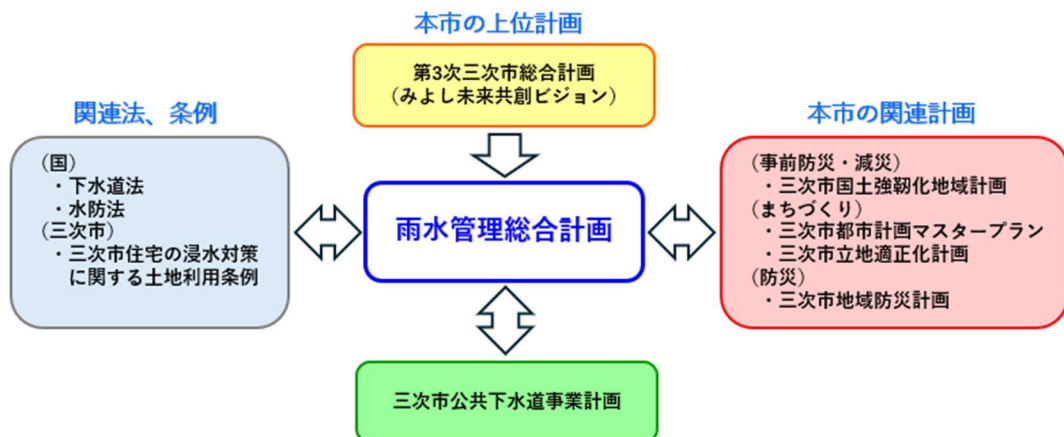 本市の上位計画
第3次三次市総合計画
（みよし未来共創ビジョン）
関連法、条例
（国）
・下水道法
・水防法
（三次市）
・三次市住宅の浸水対策
に関する土地利用条例
雨水管理総合計画
本市の関連計画
（事前防災・減災）
・三次市国土強靭化地域計画
（まちづくり）
・三次市都市計画マスタープラン
・三次市立地適正化計画
（防災）
・三次市地域防災計画
三次市公共下水道事業計画